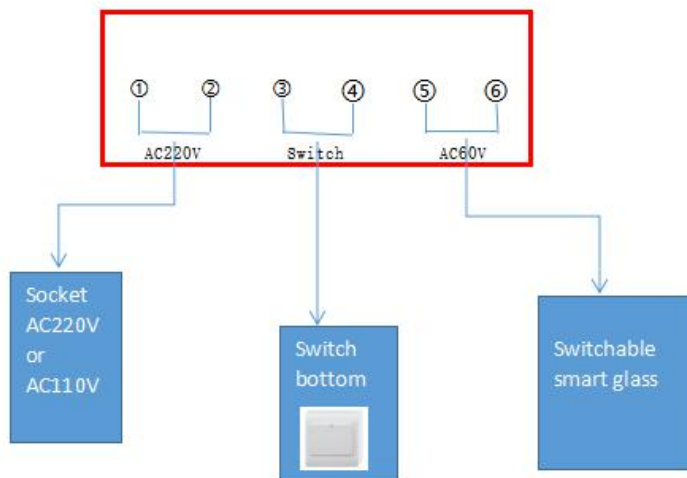 ① ② ③ ④ ⑤ ⑥
AC220V Switch AC60V
Socket
AC220V
or
AC110V
Switch
bottom
Switchable
smart glass